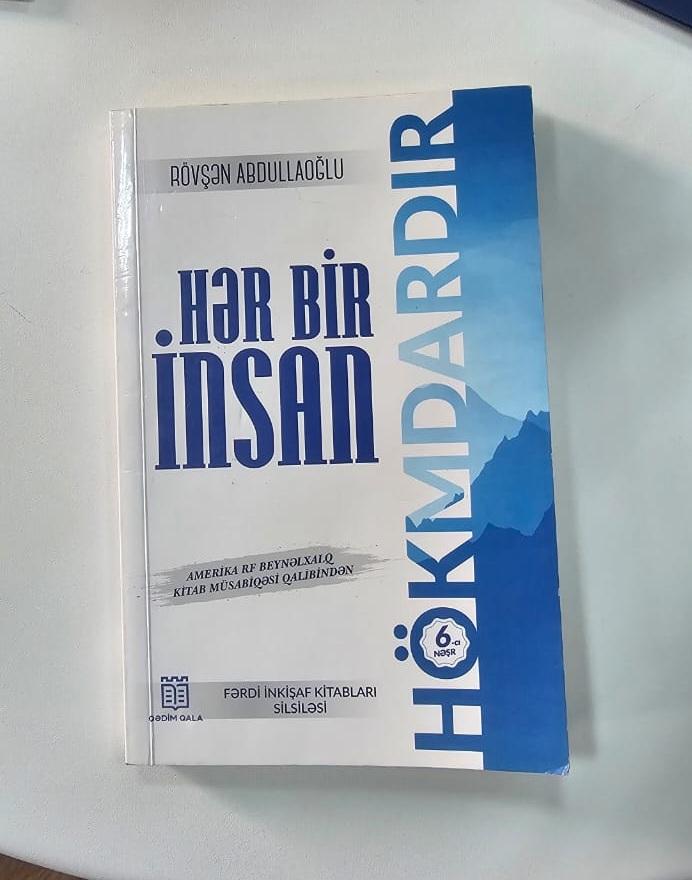 RÖVŞƏN ABDULLAOĞLU
HƏR BİR
İNSAN
HÖKMDARDIR
AMERİKA RF BEYNƏLXALQ
KİTAB MÜSABİQƏSİ QALİBİNDƏN
6-cı
NƏŞR
FƏRDİ İNKİŞAF KİTABLARI
SİLSİLƏSİ
QƏDİM QALA